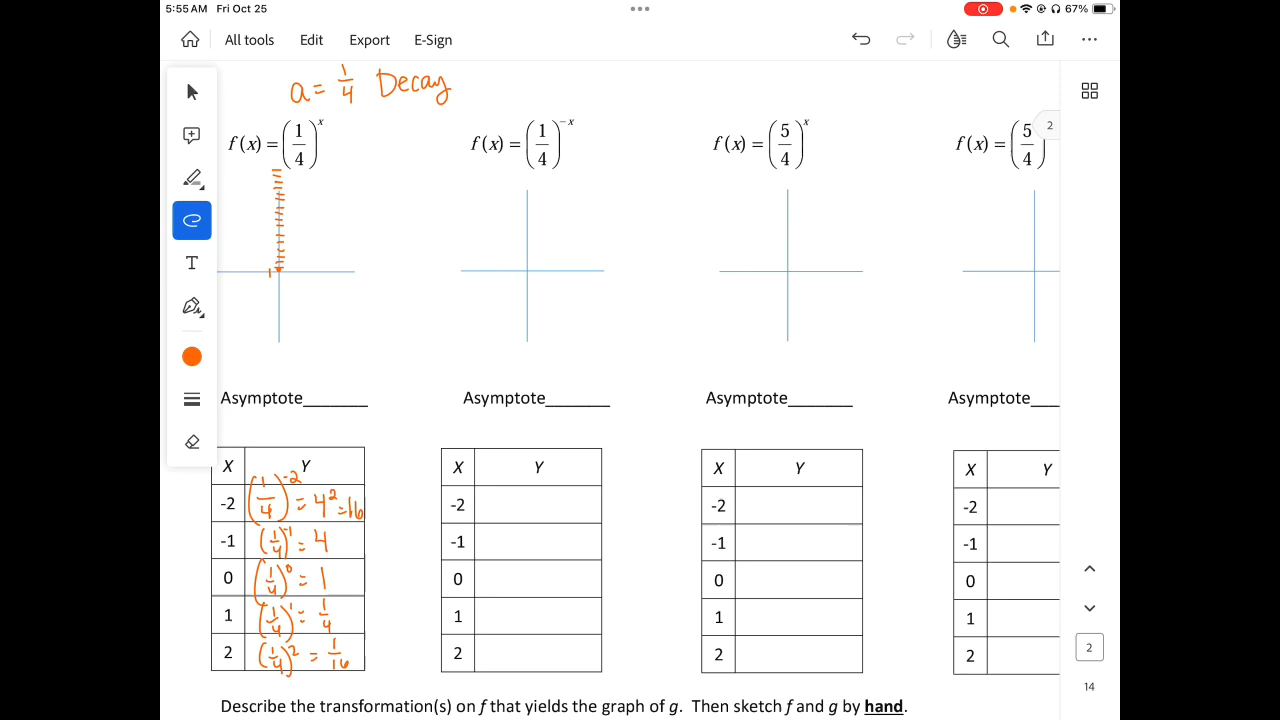 5:55 AM Fri Oct 25
67%
All tools Edit Export E-Sign
a = 1/4 Decay
f(x) = (1/4)^x
f(x) = (1/4)^-x
f(x) = (5/4)^x
f(x) = (5/4)
2
1
Asymptote_______
Asymptote_______
Asymptote_______
Asymptote___
X Y
-2 (1/4)^-2 = 4^2 = 16
-1 (1/4)^-1 = 4
0 (1/4)^0 = 1
1 (1/4)^1 = 1/4
2 (1/4)^2 = 1/16
X Y
-2
-1
0
1
2
X Y
-2
-1
0
1
2
X Y
-2
-1
0
1
2
2
14
Describe the transformation(s) on f that yields the graph of g. Then sketch f and g by hand.